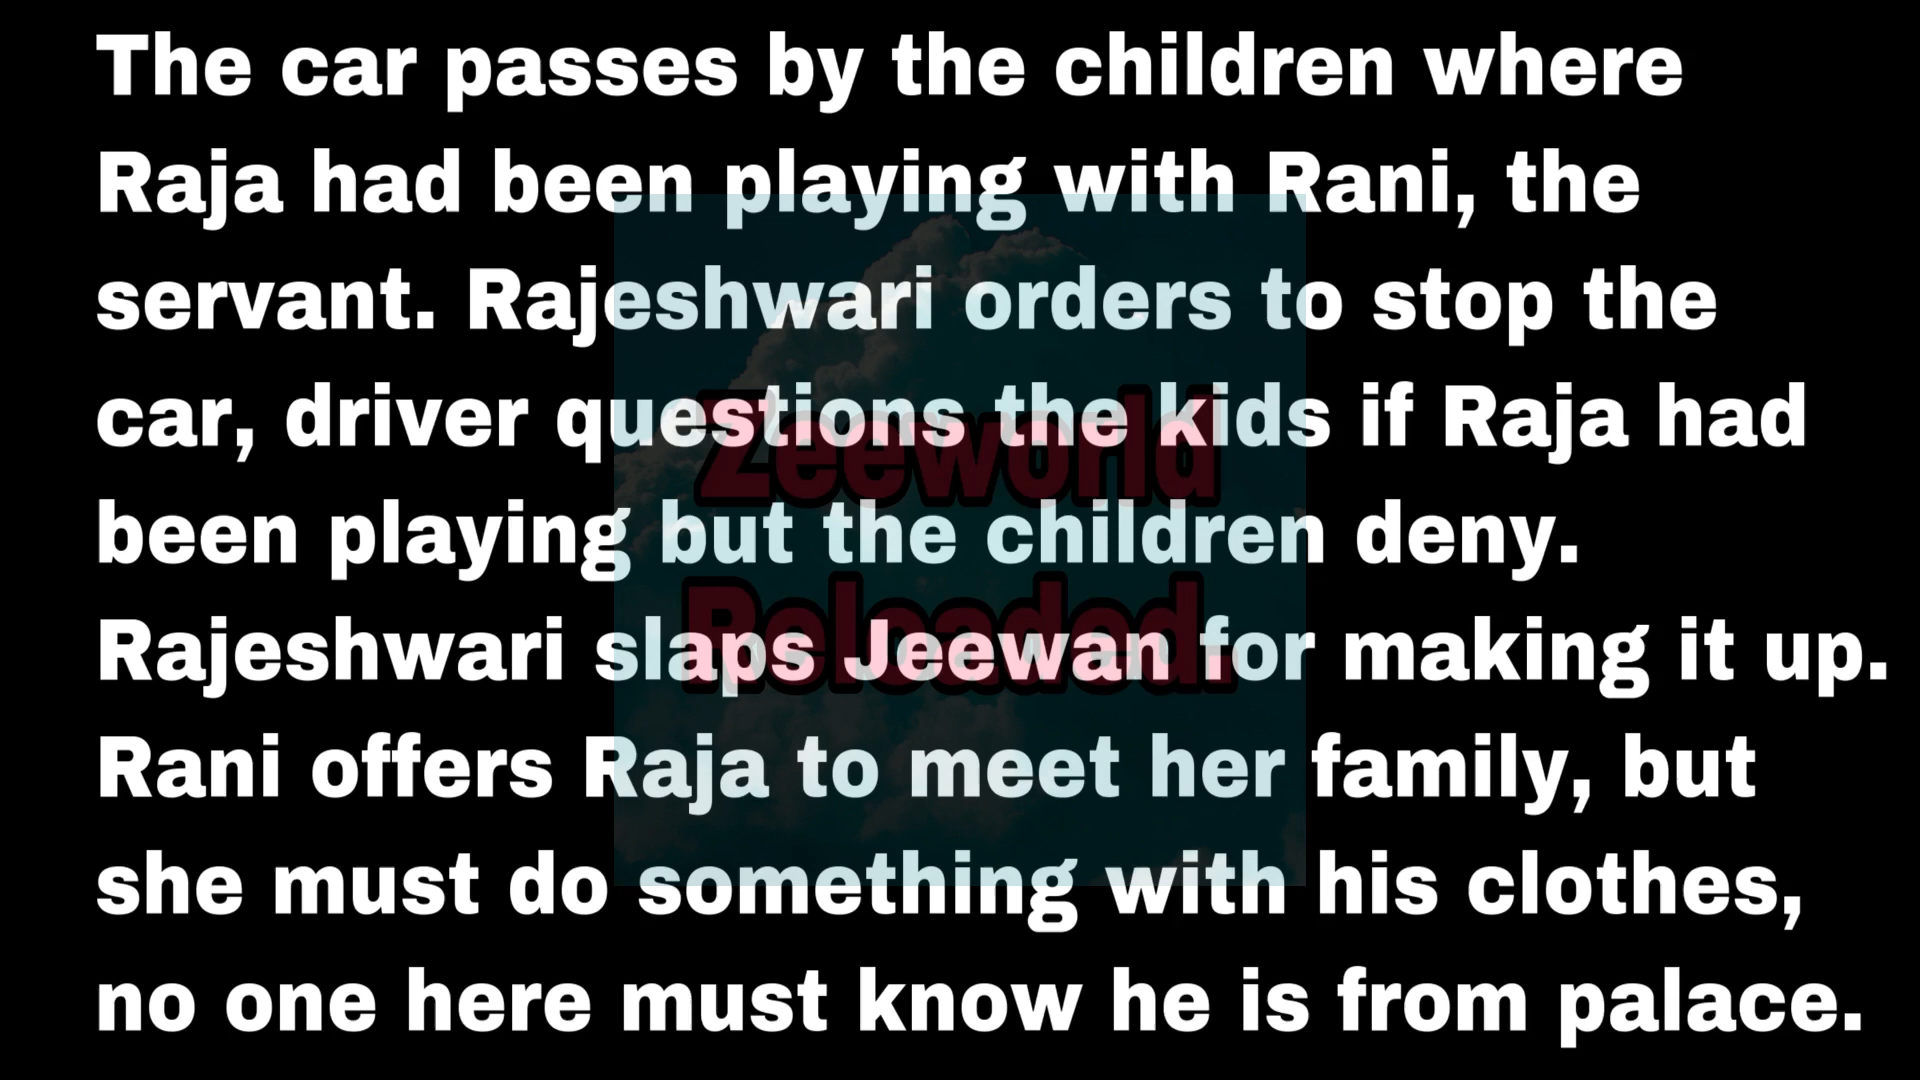 The car passes by the children where
Raja had been playing with Rani, the
servant. Rajeshwari orders to stop the
car, driver questions the kids if Raja had
been playing but the children deny.
Rajeshwari slaps Jeewan for making it up.
Rani offers Raja to meet her family, but
she must do something with his clothes,
no one here must know he is from palace.
Zeeworld
Reloaded.